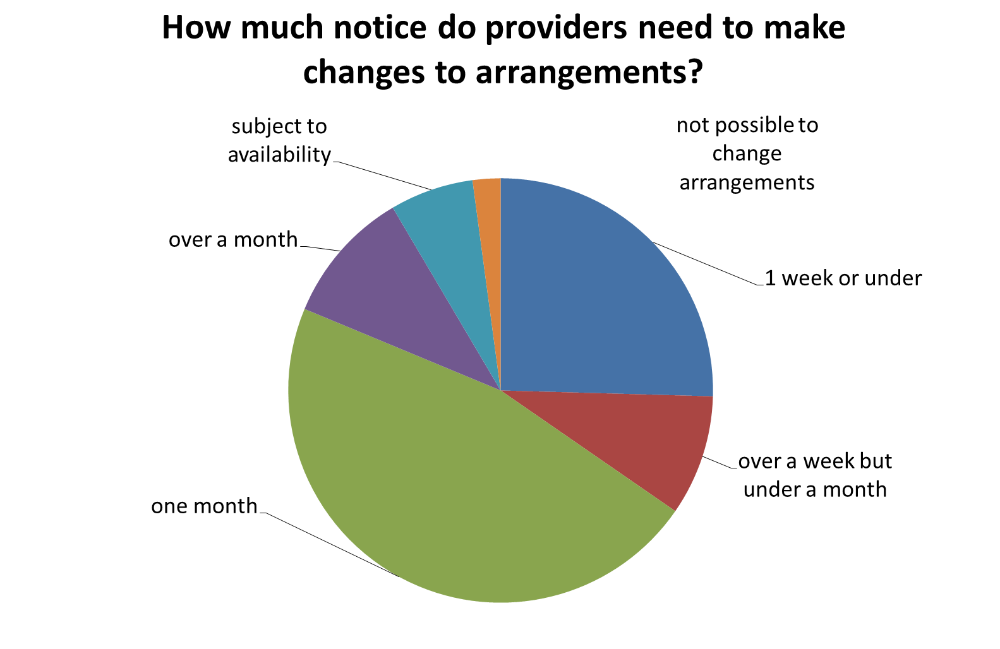 How much notice do providers need to make
changes to arrangements?
subject to
availability
not possible to
change
arrangements
over a month
1 week or under
over a week but
under a month
one month